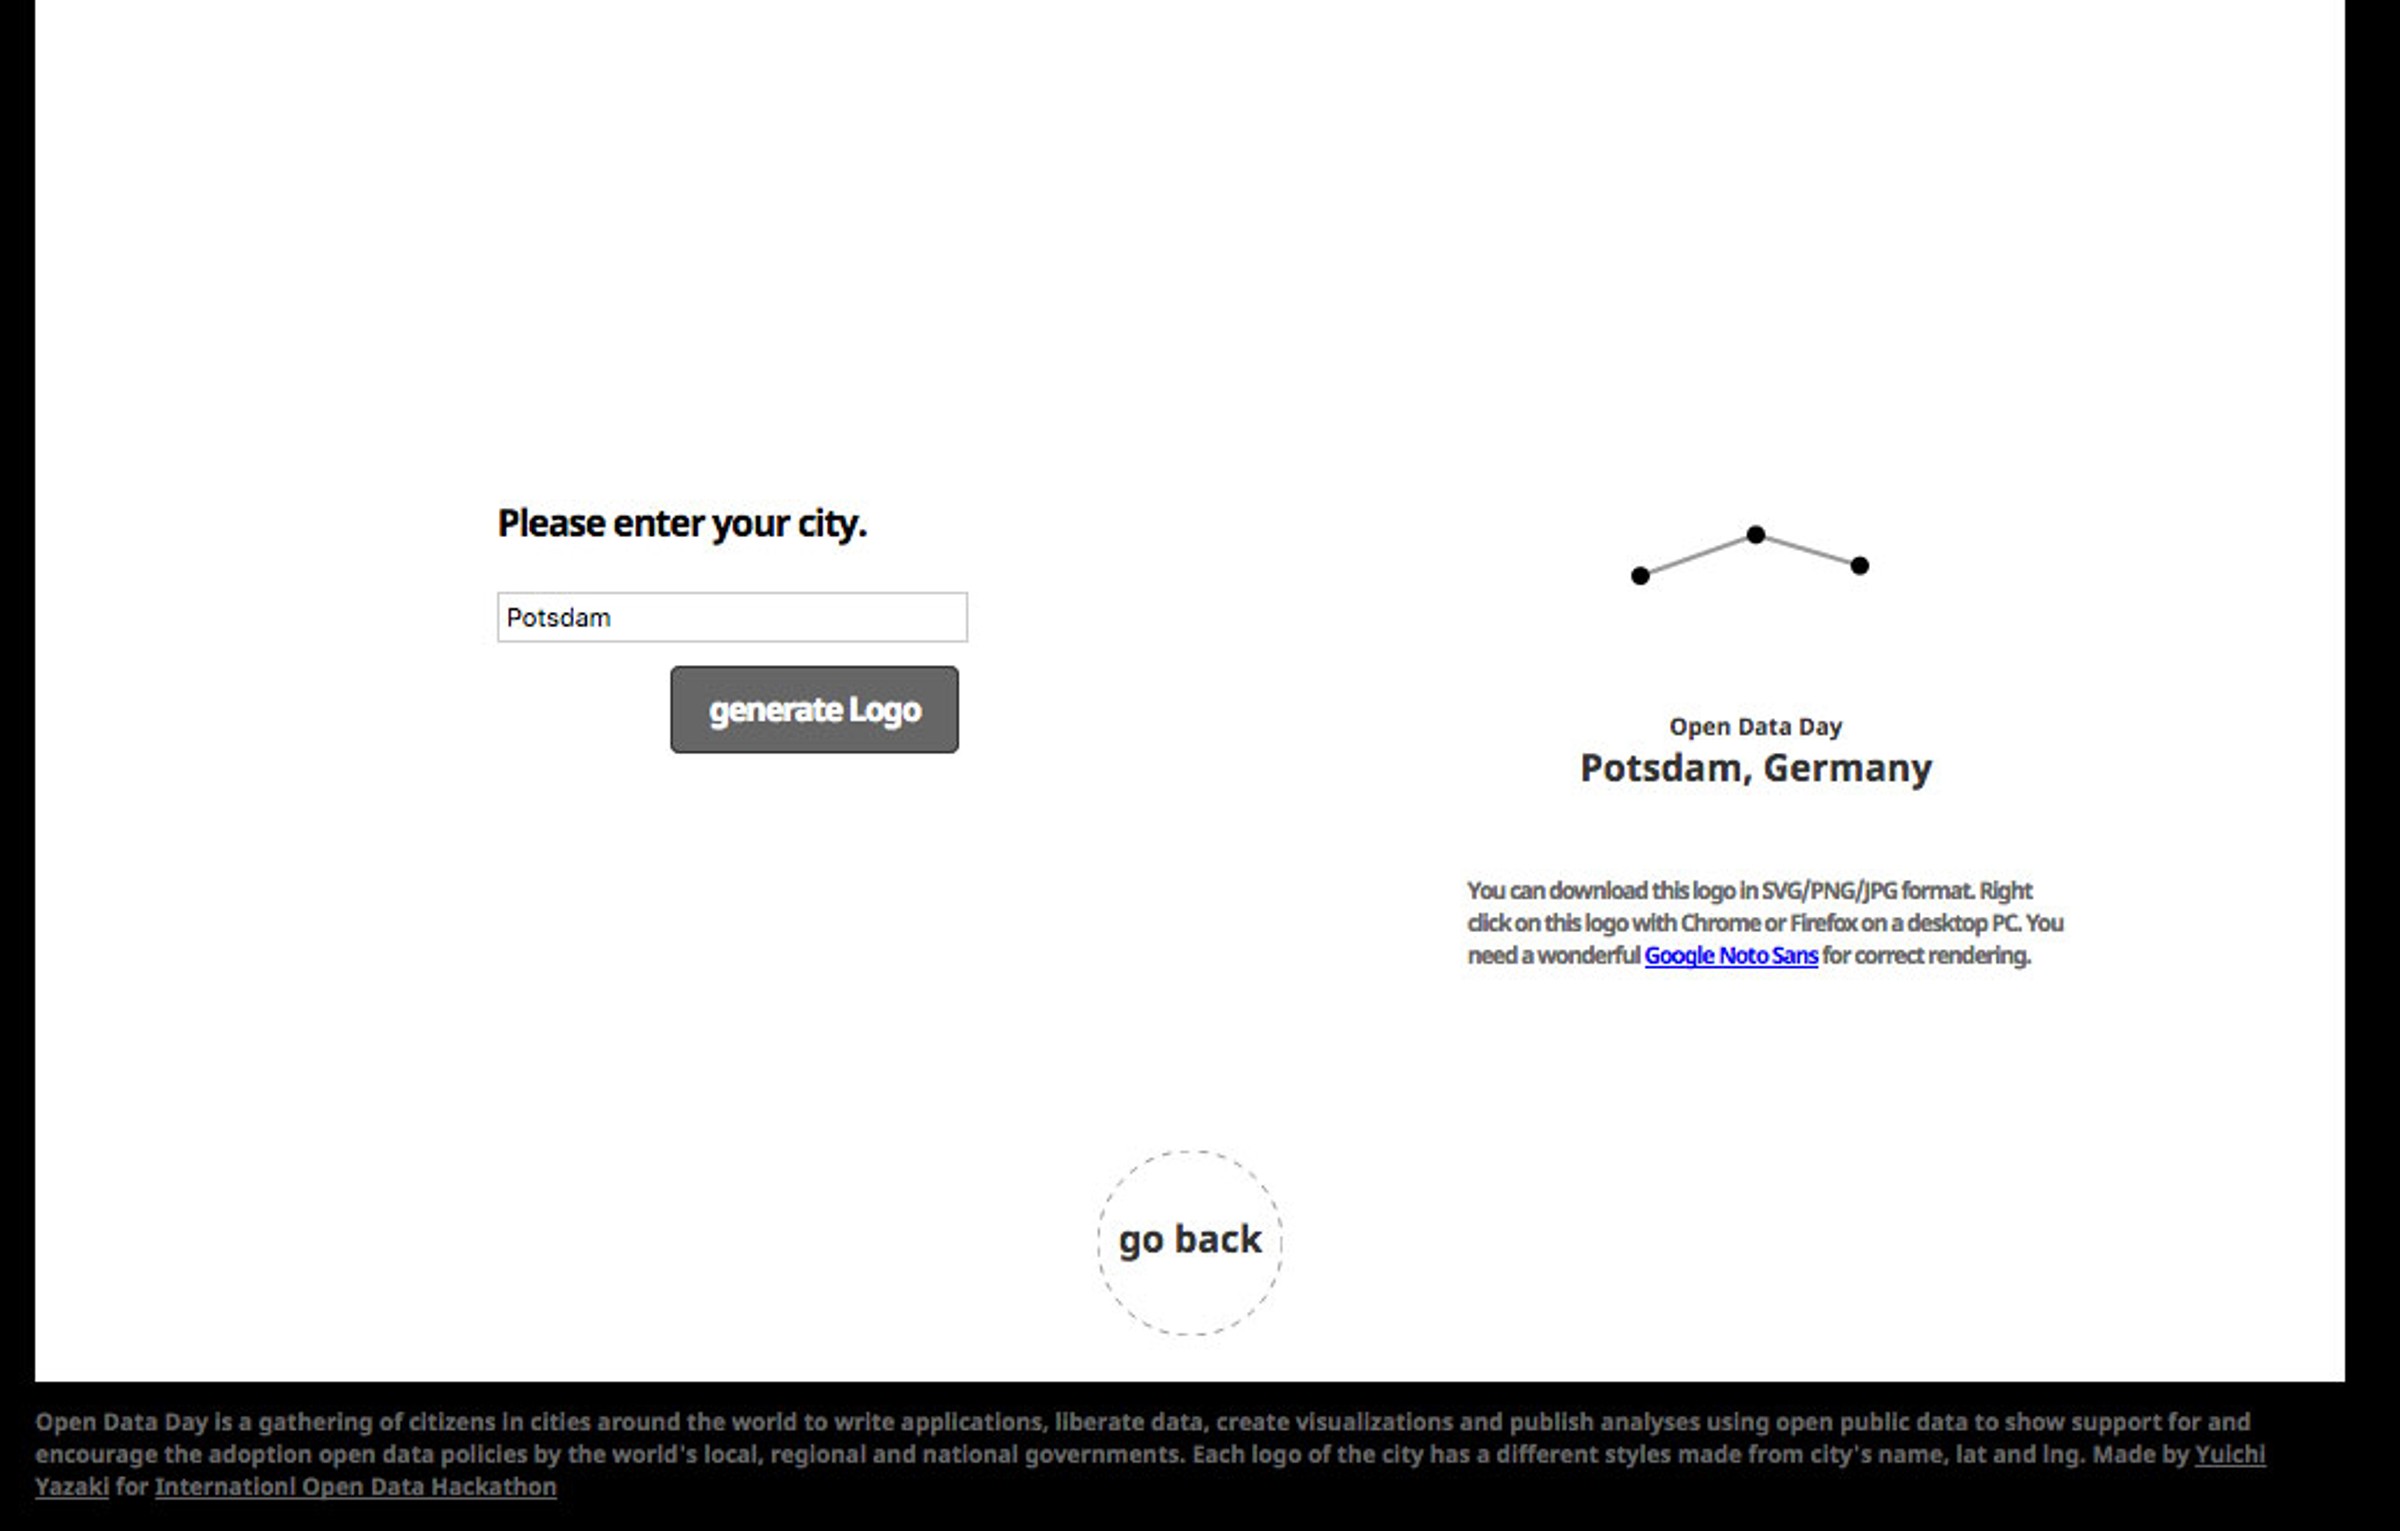 Please enter your city.
Potsdam
generate Logo
Open Data Day
Potsdam, Germany
You can download this logo in SVG/PNG/JPG format. Right
click on this logo with Chrome or Firefox on a desktop PC. You
need a wonderful Google Noto Sans for correct rendering.
go back
Open Data Day is a gathering of citizens in cities around the world to write applications, liberate data, create visualizations and publish analyses using open public data to show support for and
encourage the adoption open data policies by the world's local, regional and national governments. Each logo of the city has a different styles made from city's name, lat and lng. Made by Yuichi
Yazaki for Internationl Open Data Hackathon